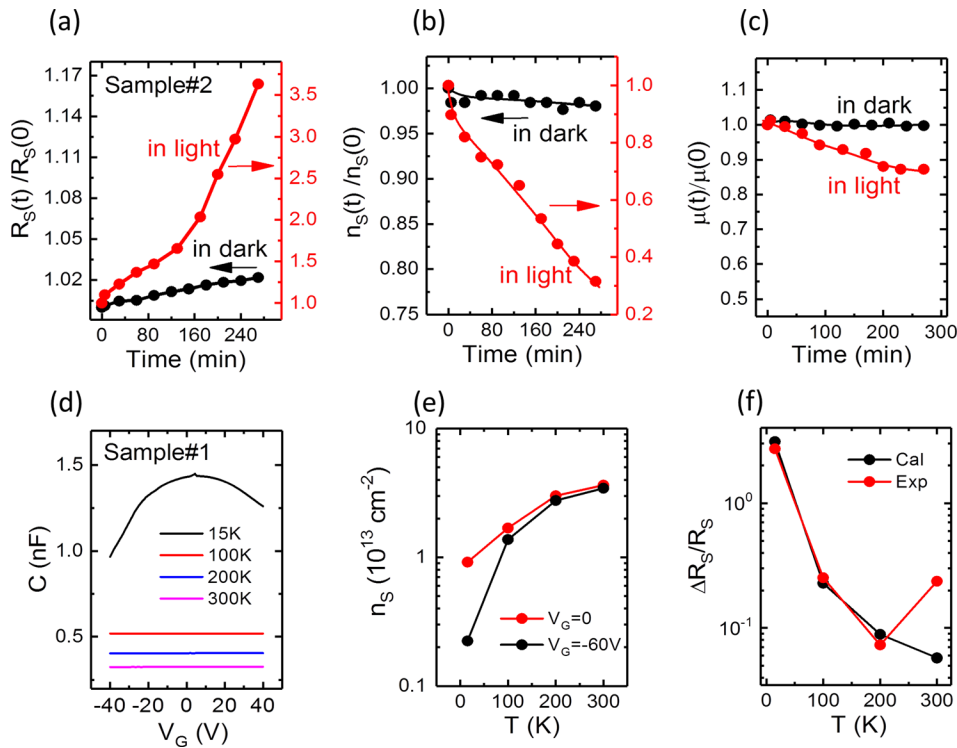 (a)
(b)
(c)
Sample#2
in light
in dark
1.17
1.14
1.11
1.08
1.05
1.02
3.5
3.0
2.5
2.0
1.5
1.0
R_S(t) /R_S(0)
0 80 160 240
Time (min)
in dark
in light
1.00
0.95
0.90
0.85
0.80
0.75
1.0
0.8
0.6
0.4
0.2
n_S(t) /n_S(0)
0 80 160 240
Time (min)
in dark
in light
1.4
1.3
1.2
1.1
1.0
0.9
0.8
0.7
0.6
0.5
μ(t)/μ(0)
0 100 200 300
Time (min)
(d)
(e)
(f)
Sample#1
15K
100K
200K
300K
1.5
1.0
0.5
C (nF)
-40 -20 0 20 40
V_G (V)
10
1
0.1
n_S (10^13 cm^-2)
V_G=0
V_G=-60V
0 100 200 300
T (K)
Cal
Exp
10^0
10^-1
ΔR_S/R_S
0 100 200 300
T (K)